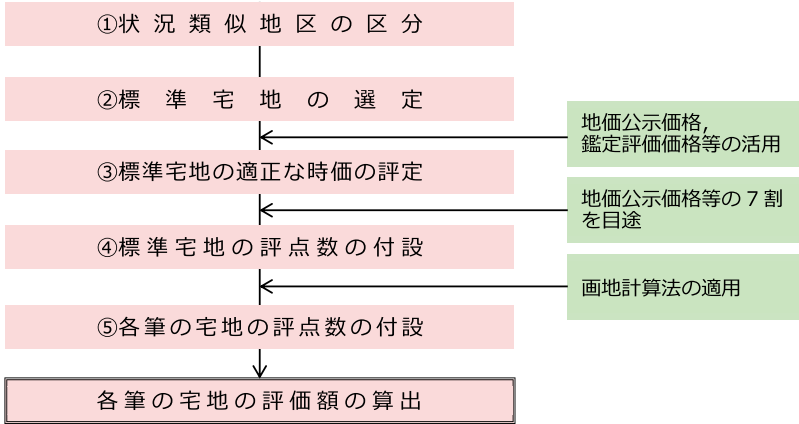 ①状況類似地区の区分
②標準宅地の選定
地価公示価格,
鑑定評価価格等の活用
③標準宅地の適正な時価の評定
地価公示価格等の７割
を目途
④標準宅地の評点数の付設
画地計算法の適用
⑤各筆の宅地の評点数の付設
各筆の宅地の評価額の算出